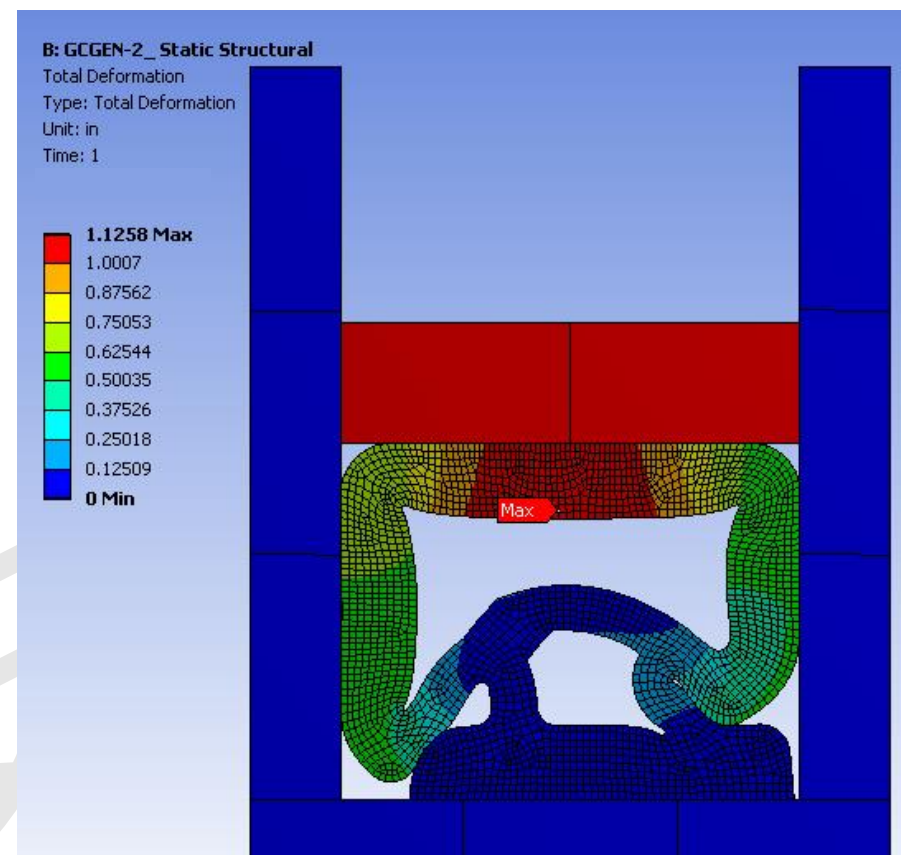 B: GCGEN-2_ Static Structural
Total Deformation
Type: Total Deformation
Unit: in
Time: 1
1.1258 Max
1.0007
0.87562
0.75053
0.62544
0.50035
0.37526
0.25018
0.12509
0 Min
Max